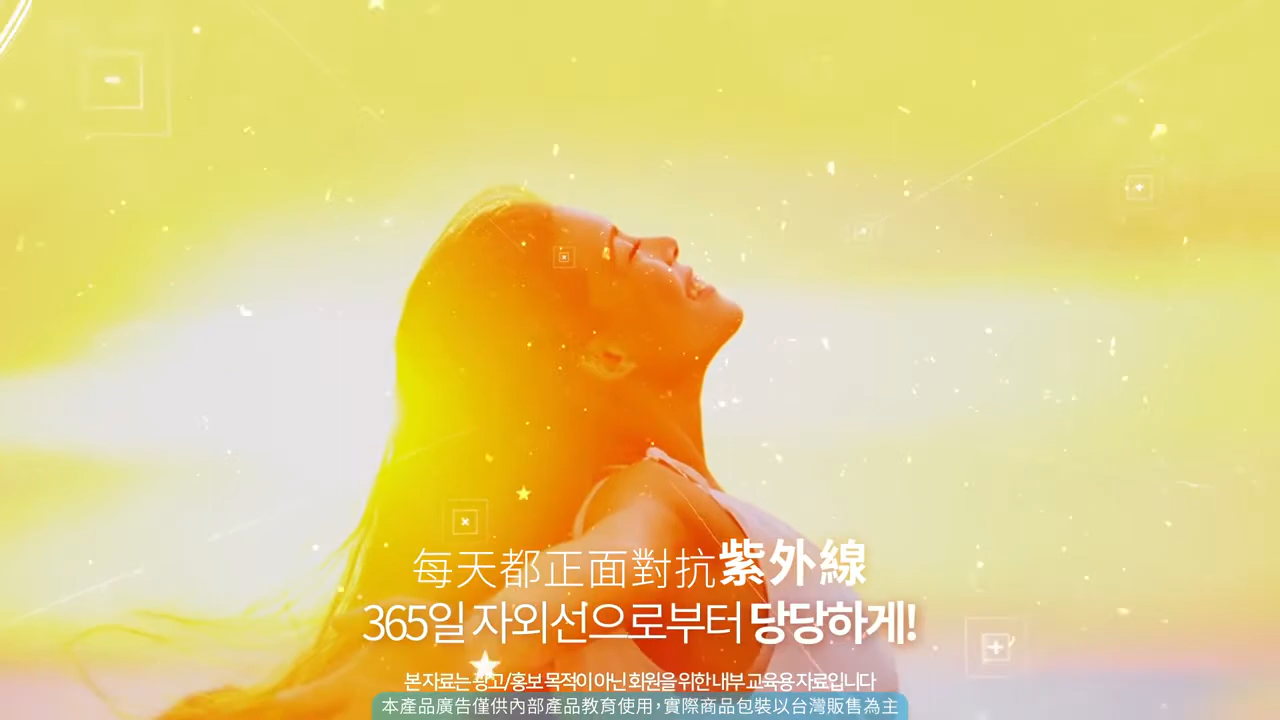 每天都正面對抗紫外線
365일 자외선으로부터 당당하게!
본 자료는 광고/홍보 목적이 아닌 회원을 위한 내부 교육용 자료입니다
本產品廣告僅供內部產品教育使用，實際商品包裝以台灣販售為主